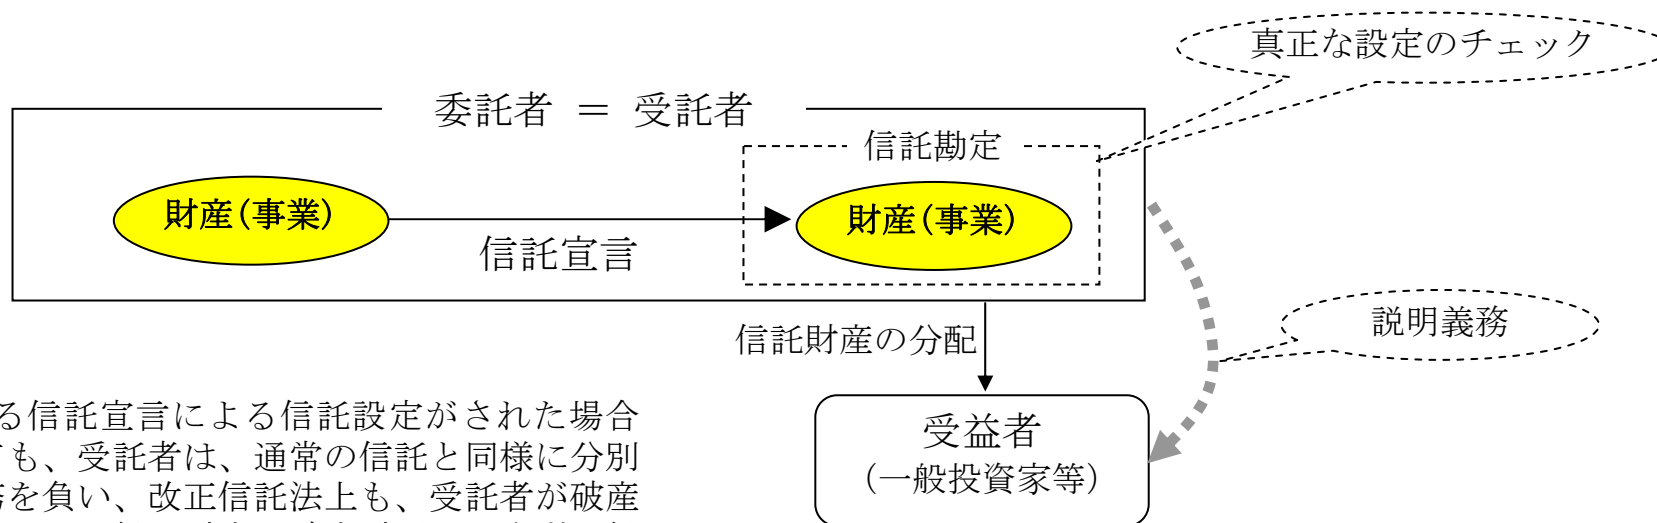 真正な設定のチェック
委託者 ＝ 受託者
信託勘定
財産(事業)
財産(事業)
信託宣言
説明義務
信託財産の分配
る信託宣言による信託設定がされた場合
も、受託者は、通常の信託と同様に分別
を負い、改正信託法上も、受託者が破産
受益者
（一般投資家等）